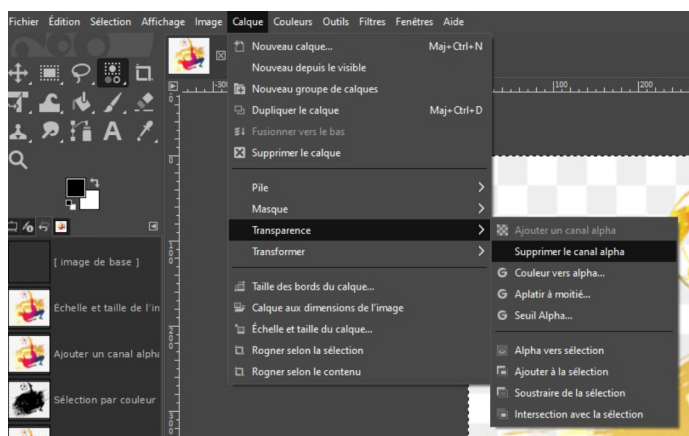 Fichier Édition Sélection Affichage Image Calque Couleurs Outils Filtres Fenêtres Aide
Nouveau calque... Maj+Ctrl+N
Nouveau depuis le visible
Nouveau groupe de calques
Dupliquer le calque Maj+Ctrl+D
Fusionner vers le bas
Supprimer le calque
Pile
Masque
Transparence
Transformer
Taille des bords du calque...
Calque aux dimensions de l'image
Échelle et taille du calque...
Rogner selon la sélection
Rogner selon le contenu
Ajouter un canal alpha
Supprimer le canal alpha
Couleur vers alpha...
Aplatir à moitié...
Seuil Alpha...
Alpha vers sélection
Ajouter à la sélection
Soustraire de la sélection
Intersection avec la sélection
[ image de base ]
Échelle et taille de l'in
Ajouter un canal alpha
Sélection par couleur
100 200
0
100
200
300